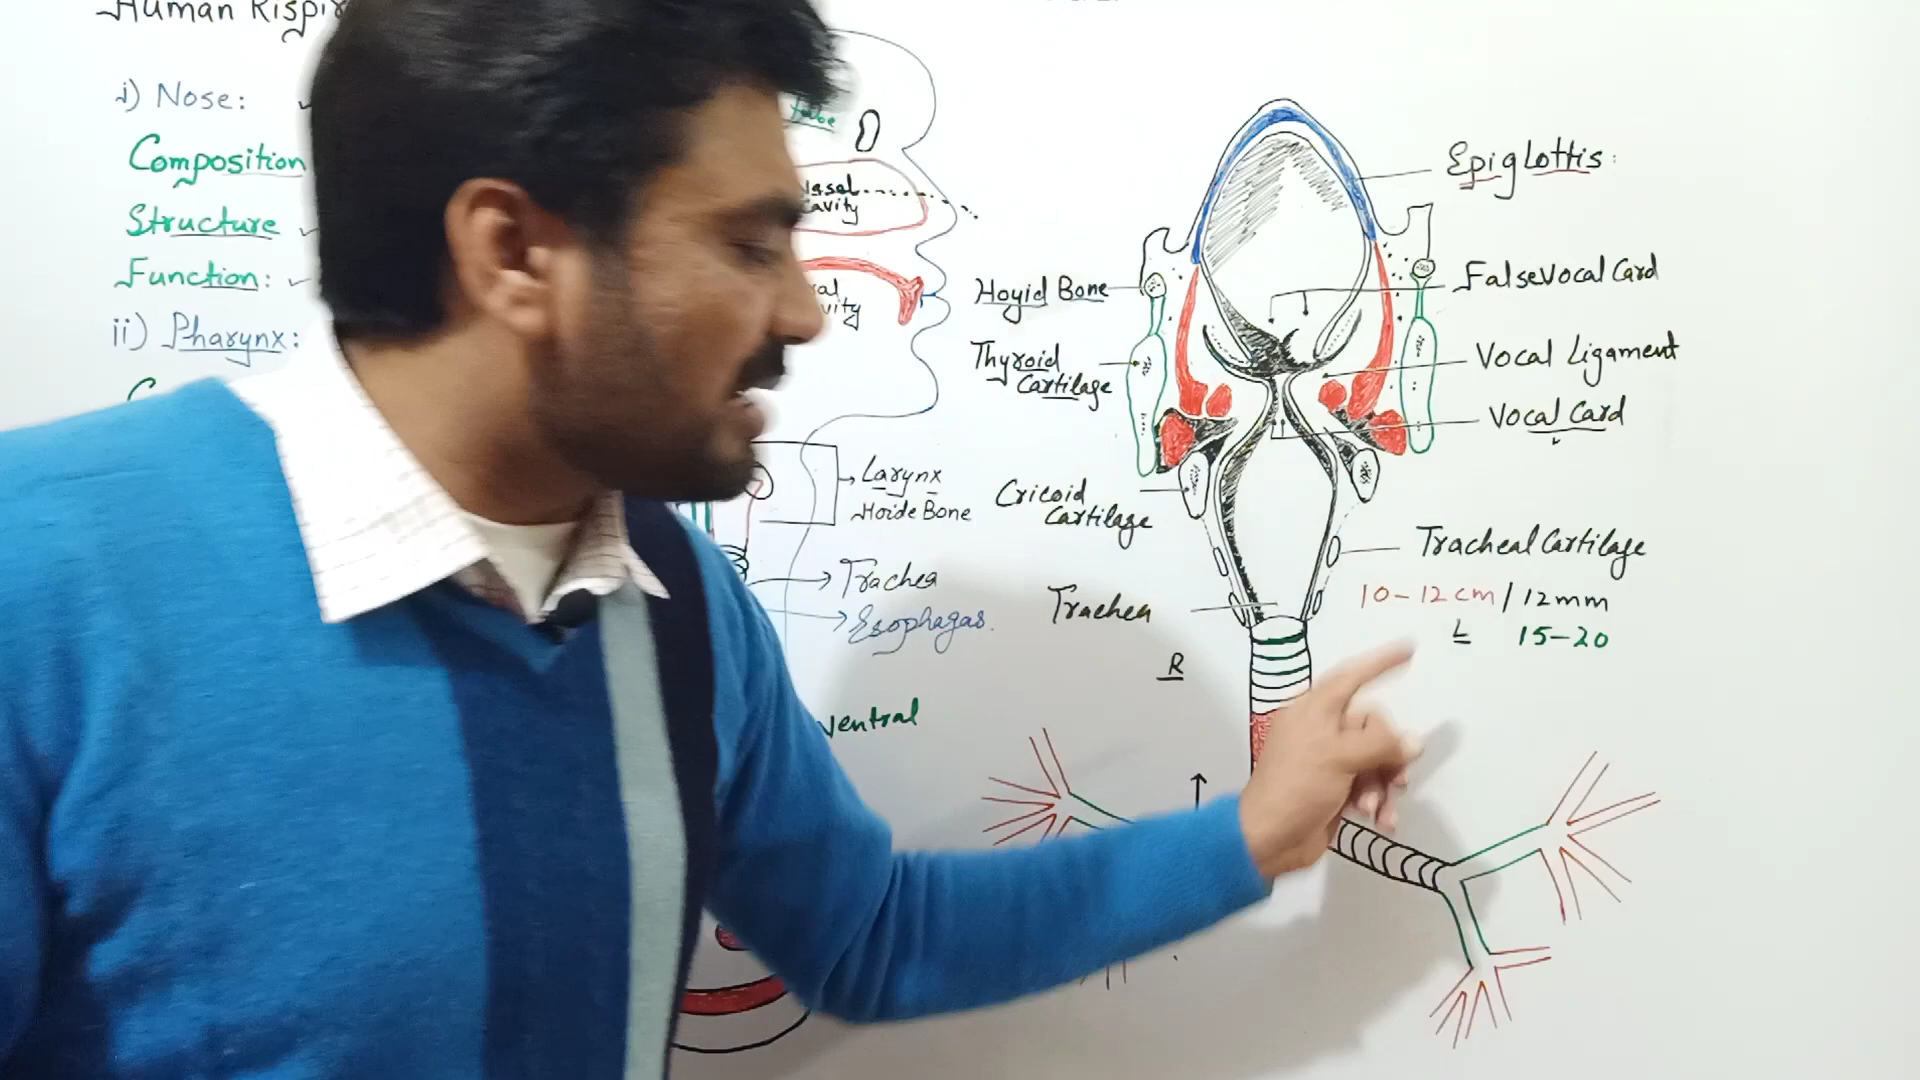 Human Rispir
i) Nose:
Composition
Structure
Function:
ii) Pharynx:
tube
Nasal
cavity
Larynx
Hoide Bone
Trachea
Esophagas.
Ventral
Epiglottis:
Hoyid Bone
False Vocal Card
Thyroid
Cartilage
Vocal Ligament
Vocal Card
Cricoid
Cartilage
Tracheal Cartilage
Trachea
10-12 cm / 12mm
L 15-20
R